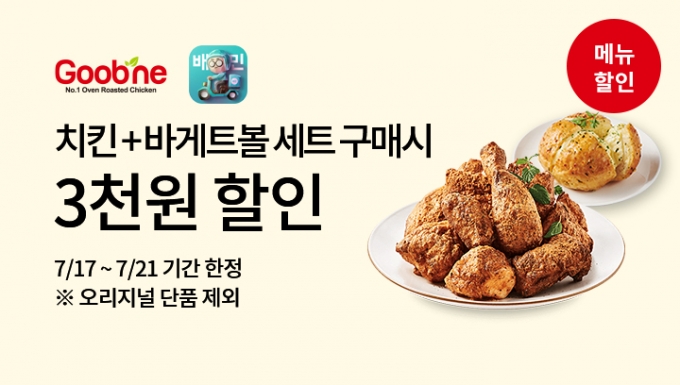 Goobne
No.1 Oven Roasted Chicken
배민
메뉴
할인
치킨+바게트볼 세트 구매시
3천원 할인
7/17 ~ 7/21 기간 한정
※ 오리지널 단품 제외